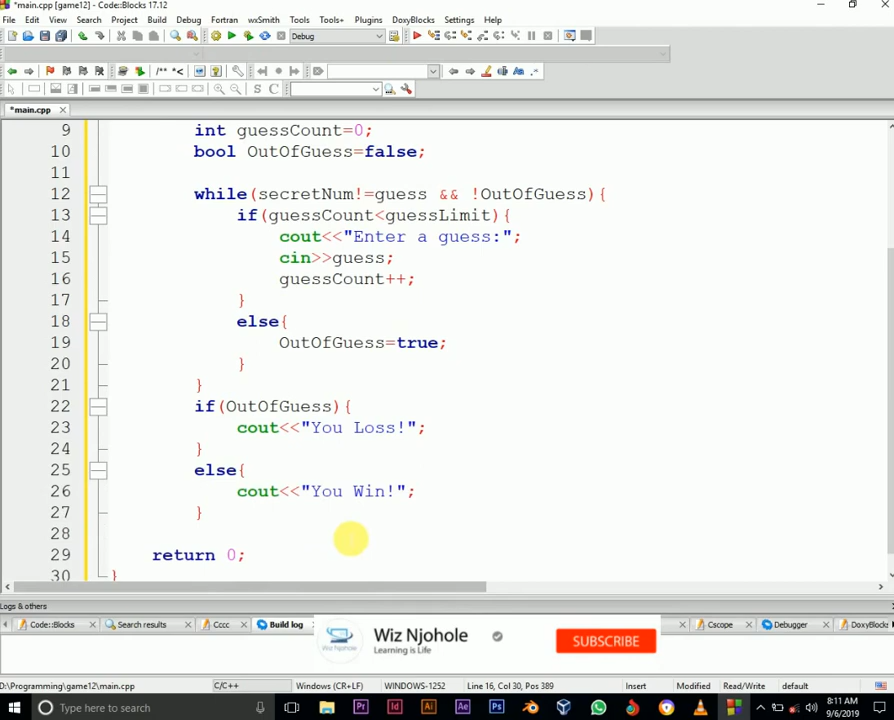 *main.cpp [game12] - Code::Blocks 17.12
File Edit View Search Project Build Debug Fortran wxSmith Tools Tools+ Plugins DoxyBlocks Settings Help
Debug
/** *<
S C
*main.cpp
9 int guessCount=0;
10 bool OutOfGuess=false;
11
12 while(secretNum!=guess && !OutOfGuess){
13 if(guessCount<guessLimit){
14 cout<<"Enter a guess:";
15 cin>>guess;
16 guessCount++;
17 }
18 else{
19 OutOfGuess=true;
20 }
21 }
22 if(OutOfGuess){
23 cout<<"You Loss!";
24 }
25 else{
26 cout<<"You Win!";
27 }
28
29 return 0;
30 }
Logs & others
Code::Blocks Search results Cccc Build log Cscope Debugger DoxyBlocks
Wiz Njohole
Learning is Life
SUBSCRIBE
D:\Programming\game12\main.cpp C/C++ Windows (CR+LF) WINDOWS-1252 Line 16, Col 30, Pos 389 Insert Modified Read/Write default
Type here to search
8:11 AM
9/6/2019